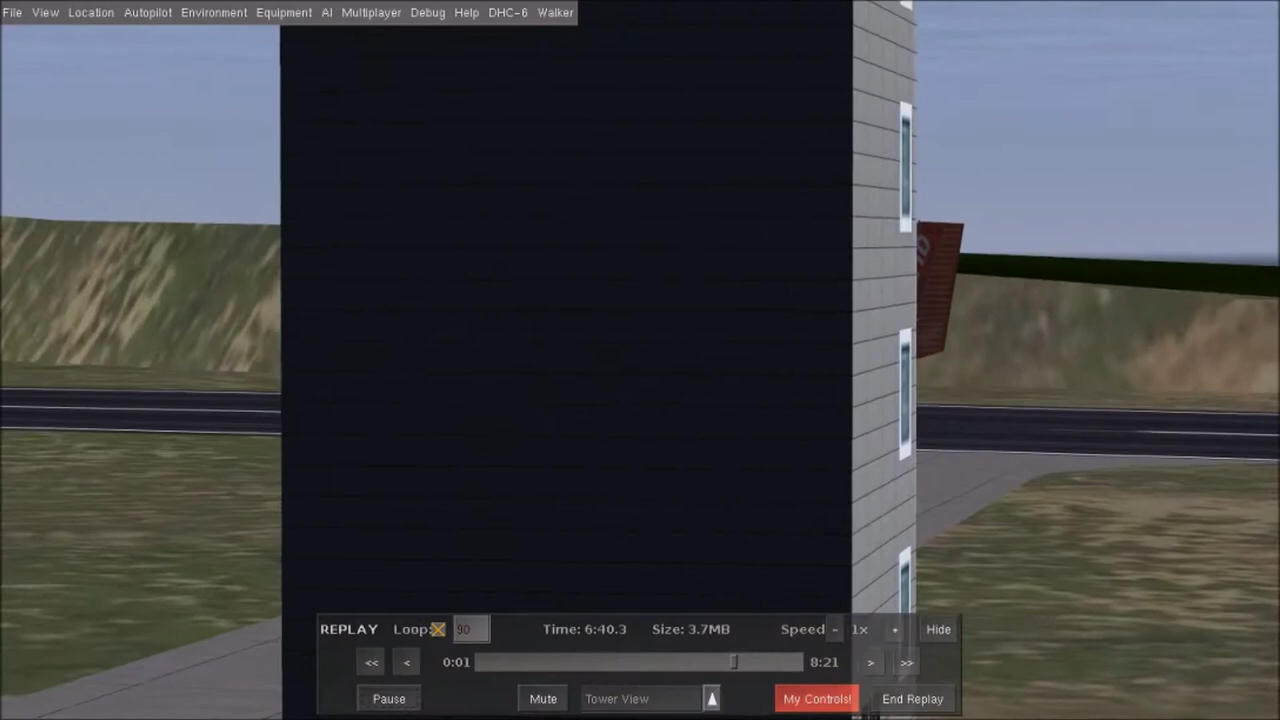 File View Location Autopilot Environment Equipment AI Multiplayer Debug Help DHC-6 Walker
REPLAY Loop: 90 Time: 6:40.3 Size: 3.7MB Speed - 1x + Hide
<< < 0:01 8:21 > >>
Pause Mute Tower View My Controls! End Replay